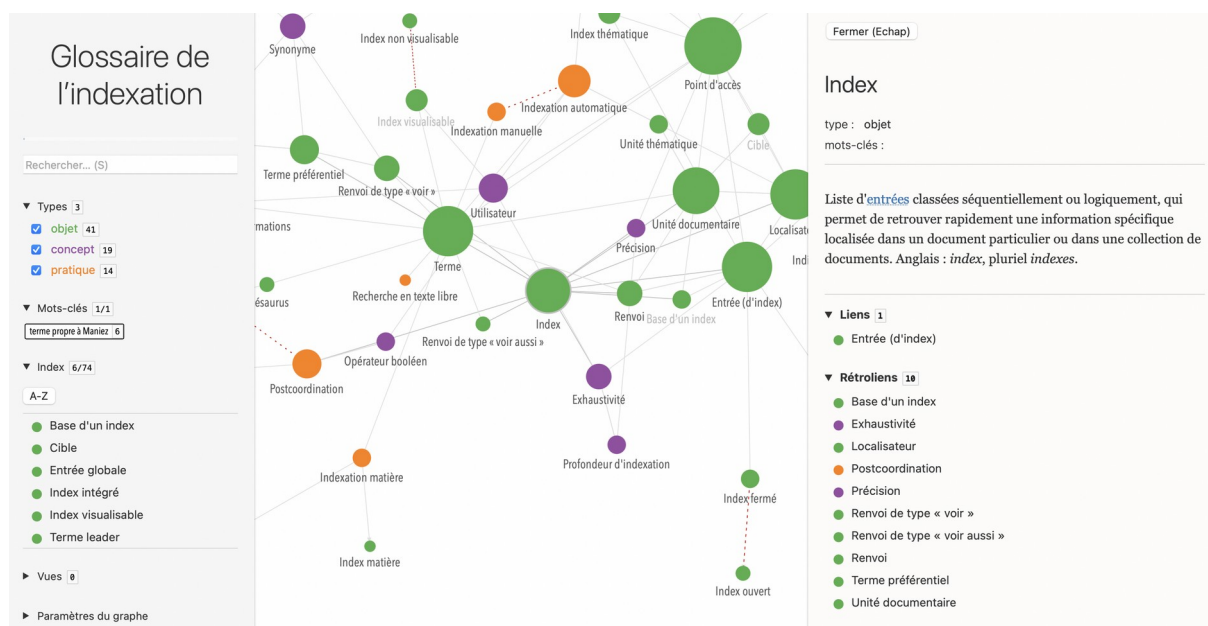 Glossaire de
l'indexation
Rechercher... (S)
▼ Types 3
objet 41
concept 19
pratique 14
▼ Mots-clés 1/1
terme propre à Maniez 6
▼ Index 6/74
A-Z
Base d'un index
Cible
Entrée globale
Index intégré
Index visualisable
Terme leader
▶ Vues 0
▶ Paramètres du graphe
Synonyme
Index non visualisable
Index thématique
Point d'accès
Indexation automatique
Index visualisable
Indexation manuelle
Unité thématique
Cible
Terme préférentiel
Renvoi de type « voir »
Utilisateur
Unité documentaire
Localisate
mations
Précision
Terme
Ind
ésaurus
Recherche en texte libre
Entrée (d'index)
Index
Renvoi
Base d'un index
Renvoi de type « voir aussi »
Opérateur booléen
Postcoordination
Exhaustivité
Profondeur d'indexation
Indexation matière
Index fermé
Index matière
Index ouvert
Fermer (Echap)
Index
type : objet
mots-clés :
Liste d'entrées classées séquentiellement ou logiquement, qui
permet de retrouver rapidement une information spécifique
localisée dans un document particulier ou dans une collection de
documents. Anglais : index, pluriel indexes.
▼ Liens 1
Entrée (d'index)
▼ Rétroliens 10
Base d'un index
Exhaustivité
Localisateur
Postcoordination
Précision
Renvoi de type « voir »
Renvoi de type « voir aussi »
Renvoi
Terme préférentiel
Unité documentaire